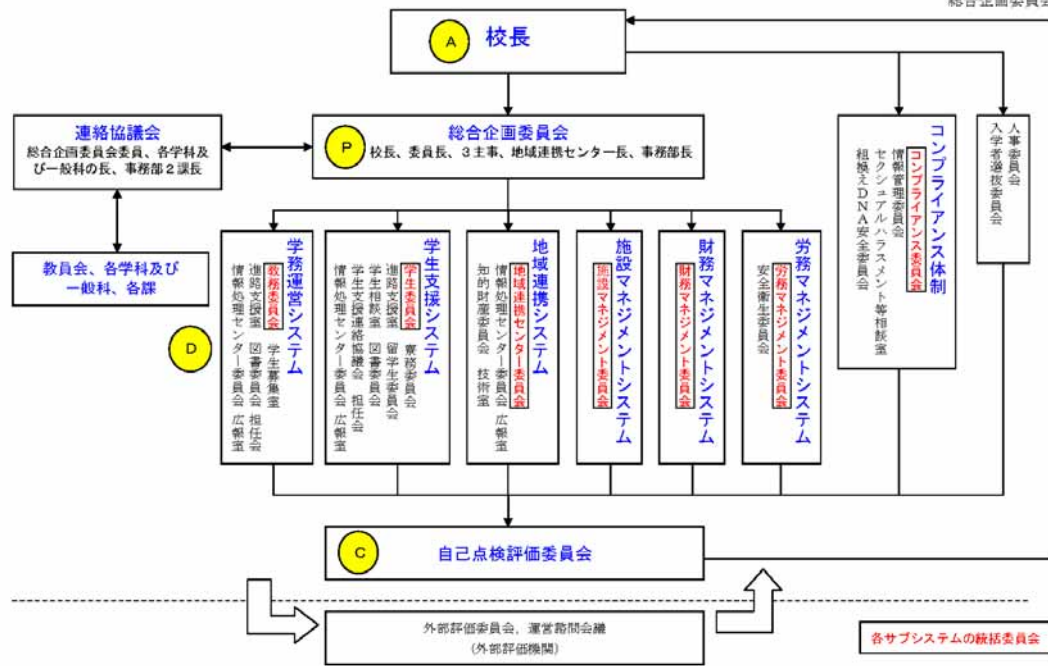 総合企画委員会
A
校長
連絡協議会
総合企画委員会委員、各学科及
び一般科の長、事務部2課長
P
総合企画委員会
校長、委員長、3主事、地域連携センター長、事務部長
教員会、各学科及び
一般科、各課
D
学務運営システム
教務委員会 学生募集室
進路支援室 図書委員会 担任会
情報処理センター委員会 広報室
学生支援システム
学生委員会 寮務委員会
進路支援室 留学生委員会
学生相談室 図書委員会
学生支援連絡協議会 担任会
情報処理センター委員会 広報室
地域連携システム
地域連携センター委員会
情報処理センター委員会 広報室
知的財産委員会 技術室
施設マネジメントシステム
施設マネジメント委員会
財務マネジメントシステム
財務マネジメント委員会
労務マネジメントシステム
労務マネジメント委員会
安全衛生委員会
コンプライアンス体制
コンプライアンス委員会
情報管理委員会
セクシュアルハラスメント等相談室
組換えDNA安全委員会
人事委員会
入学者選抜委員会
C
自己点検評価委員会
外部評価委員会，運営諮問会議
(外部評価機関)
各サブシステムの統括委員会